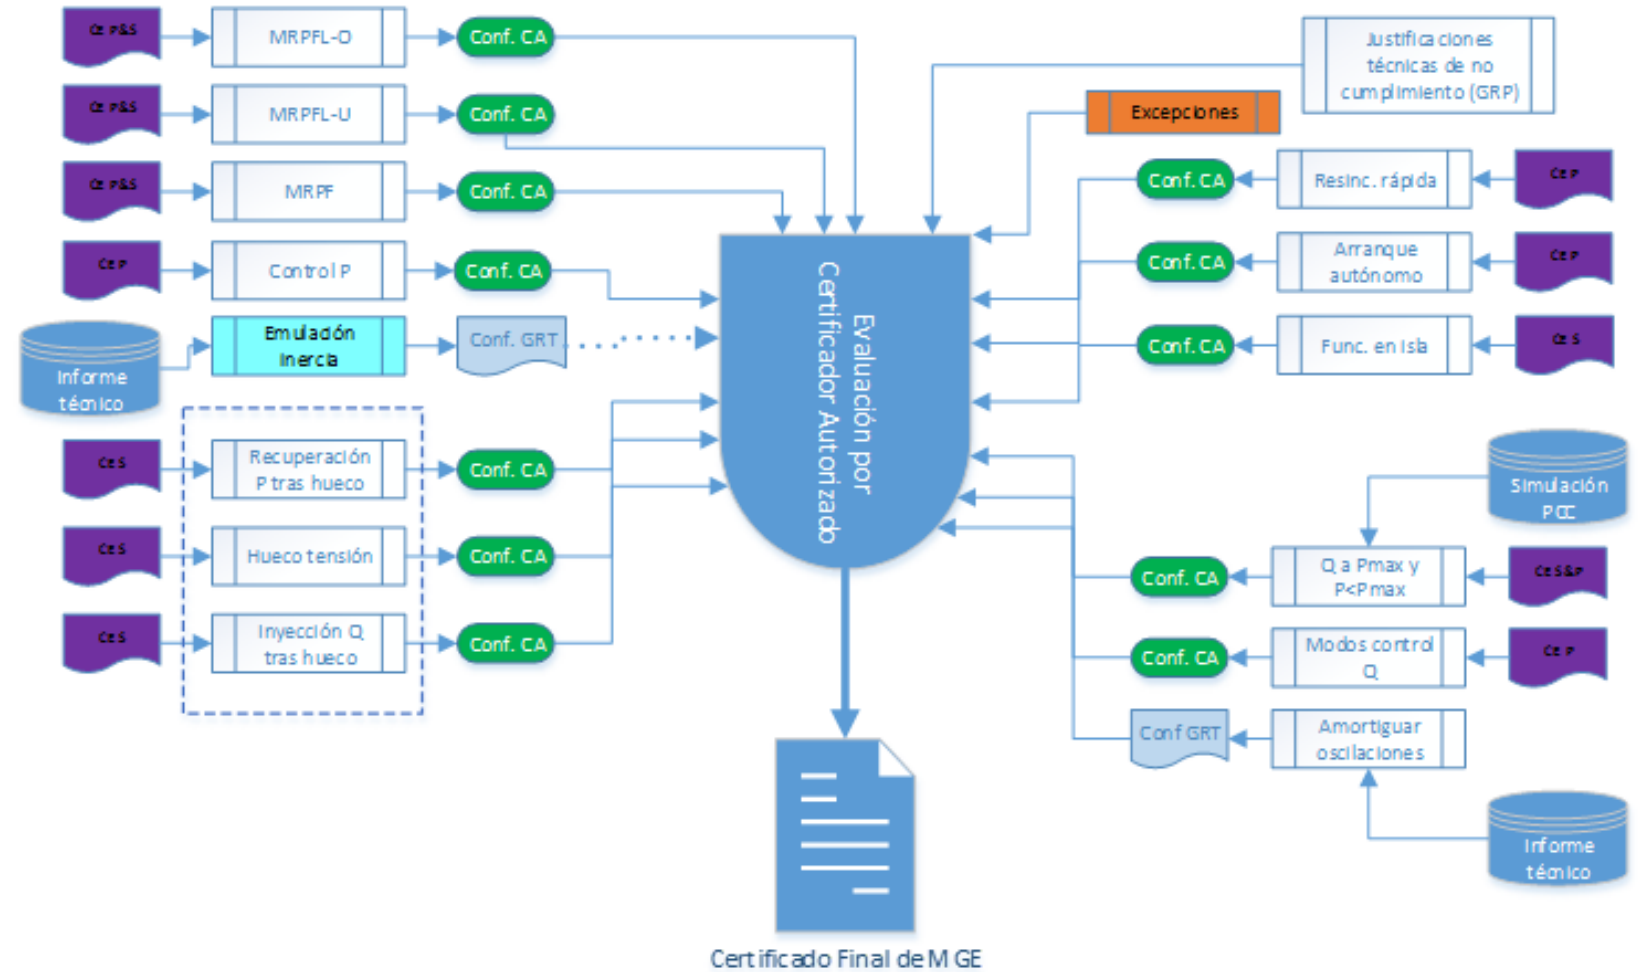 Ce P&S
MRPFL-O
Conf. CA
Ce P&S
MRPFL-U
Conf. CA
Ce P&S
MRPF
Conf. CA
Ce P
Control P
Conf. CA
Informe
técnico
Emulación
Inercia
Conf. GRT
Ce S
Recuperación
P tras hueco
Conf. CA
Ce S
Hueco tensión
Conf. CA
Ce S
Inyección Q
tras hueco
Conf. CA
Evaluación por
Certificador Autorizado
Justificaciones
técnicas de no
cumplimiento (GRP)
Excepciones
Conf. CA
Resinc. rápida
Ce P
Conf. CA
Arranque
autónomo
Ce P
Conf. CA
Func. en Isla
Ce S
Simulación
PCC
Conf. CA
Q a Pmax y
P<Pmax
Ce S&P
Conf. CA
Modos control
Q
Ce P
Conf GRT
Amortiguar
oscilaciones
Informe
técnico
Certificado Final de MGE